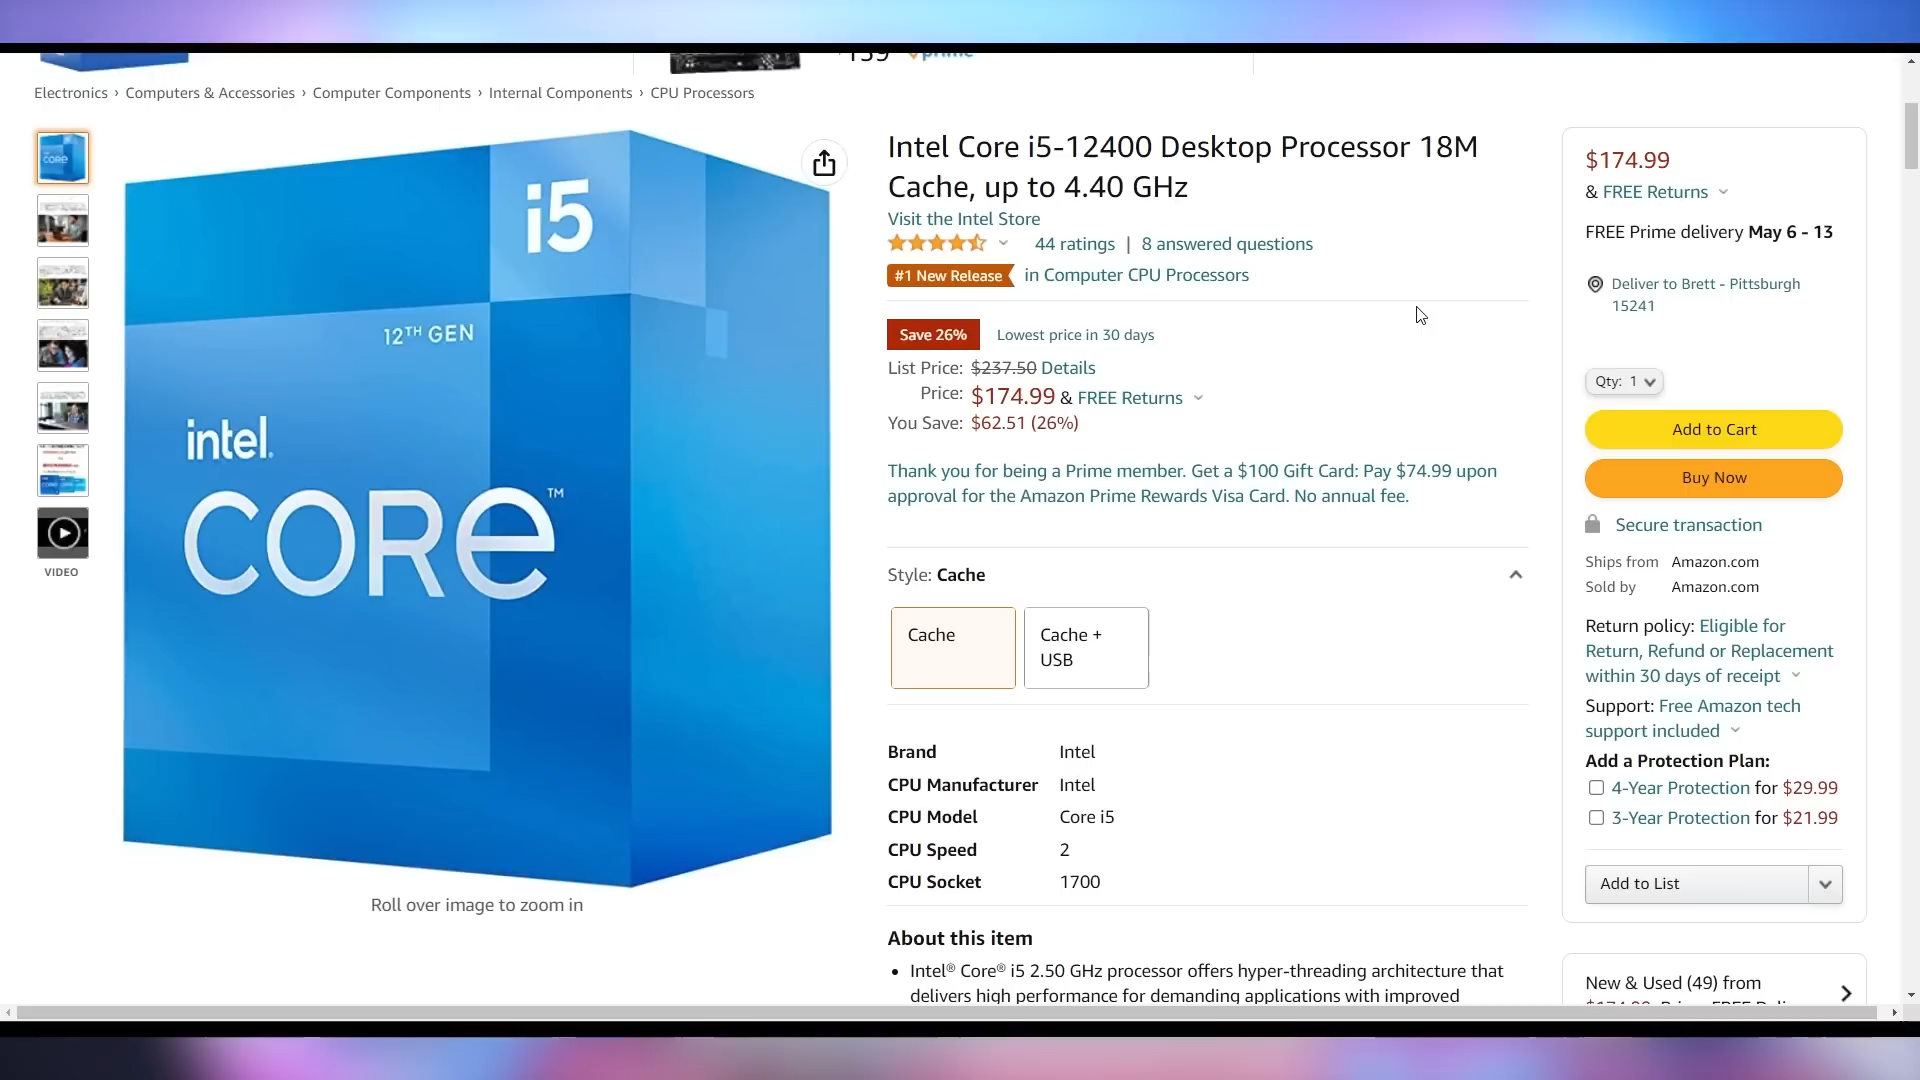 Electronics › Computers & Accessories › Computer Components › Internal Components › CPU Processors
core
VIDEO
i5
12TH GEN
intel.
CORe™
Roll over image to zoom in
Intel Core i5-12400 Desktop Processor 18M
Cache, up to 4.40 GHz
Visit the Intel Store
44 ratings | 8 answered questions
#1 New Release in Computer CPU Processors
Save 26% Lowest price in 30 days
List Price: $237.50 Details
Price: $174.99 & FREE Returns
You Save: $62.51 (26%)
Thank you for being a Prime member. Get a $100 Gift Card: Pay $74.99 upon
approval for the Amazon Prime Rewards Visa Card. No annual fee.
Style: Cache
Cache
Cache +
USB
Brand Intel
CPU Manufacturer Intel
CPU Model Core i5
CPU Speed 2
CPU Socket 1700
About this item
• Intel® Core® i5 2.50 GHz processor offers hyper-threading architecture that
delivers high performance for demanding applications with improved
$174.99
& FREE Returns
FREE Prime delivery May 6 - 13
Deliver to Brett - Pittsburgh
15241
Qty: 1
Add to Cart
Buy Now
Secure transaction
Ships from Amazon.com
Sold by Amazon.com
Return policy: Eligible for
Return, Refund or Replacement
within 30 days of receipt
Support: Free Amazon tech
support included
Add a Protection Plan:
4-Year Protection for $29.99
3-Year Protection for $21.99
Add to List
New & Used (49) from